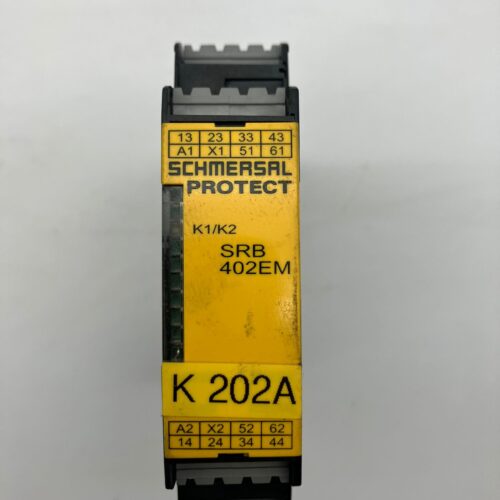 13 23 33 43
A1 X1 51 61
SCHMERSAL
PROTECT
K1/K2
SRB
402EM
K 202A
A2 X2 52 62
14 24 34 44